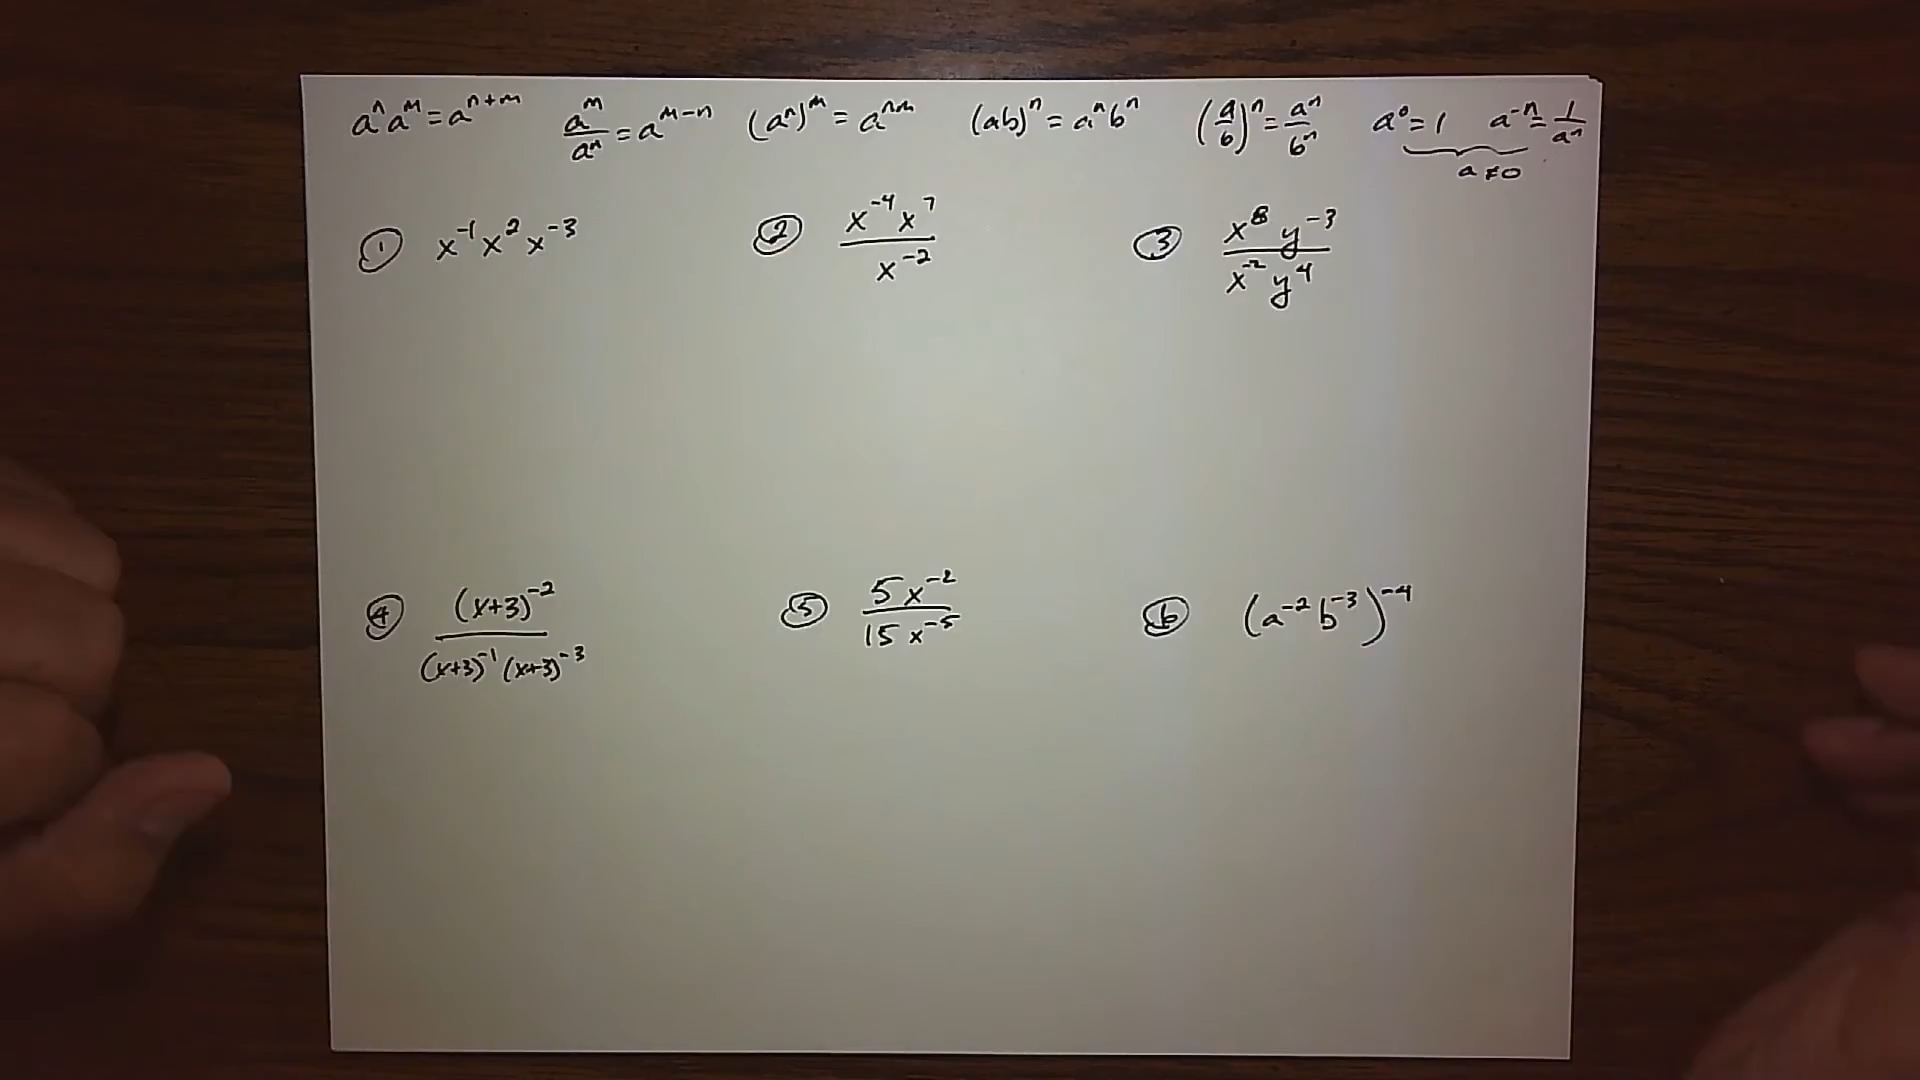 aⁿaᵐ = aⁿ⁺ᵐ  aᵐ/aⁿ = aᵐ⁻ⁿ  (aⁿ)ᵐ = aⁿᵐ  (ab)ⁿ = aⁿbⁿ  (a/b)ⁿ = aⁿ/bⁿ  a⁰ = 1  a⁻ⁿ = 1/aⁿ
a ≠ 0
① x⁻¹x²x⁻³  ② x⁻⁴x⁷/x⁻²  ③ x⁸y⁻³/x⁻²y⁴
④ (x+3)⁻²/(x+3)⁻¹(x+3)⁻³  ⑤ 5x⁻²/15x⁻⁵  ⑥ (a⁻²b⁻³)⁻⁴